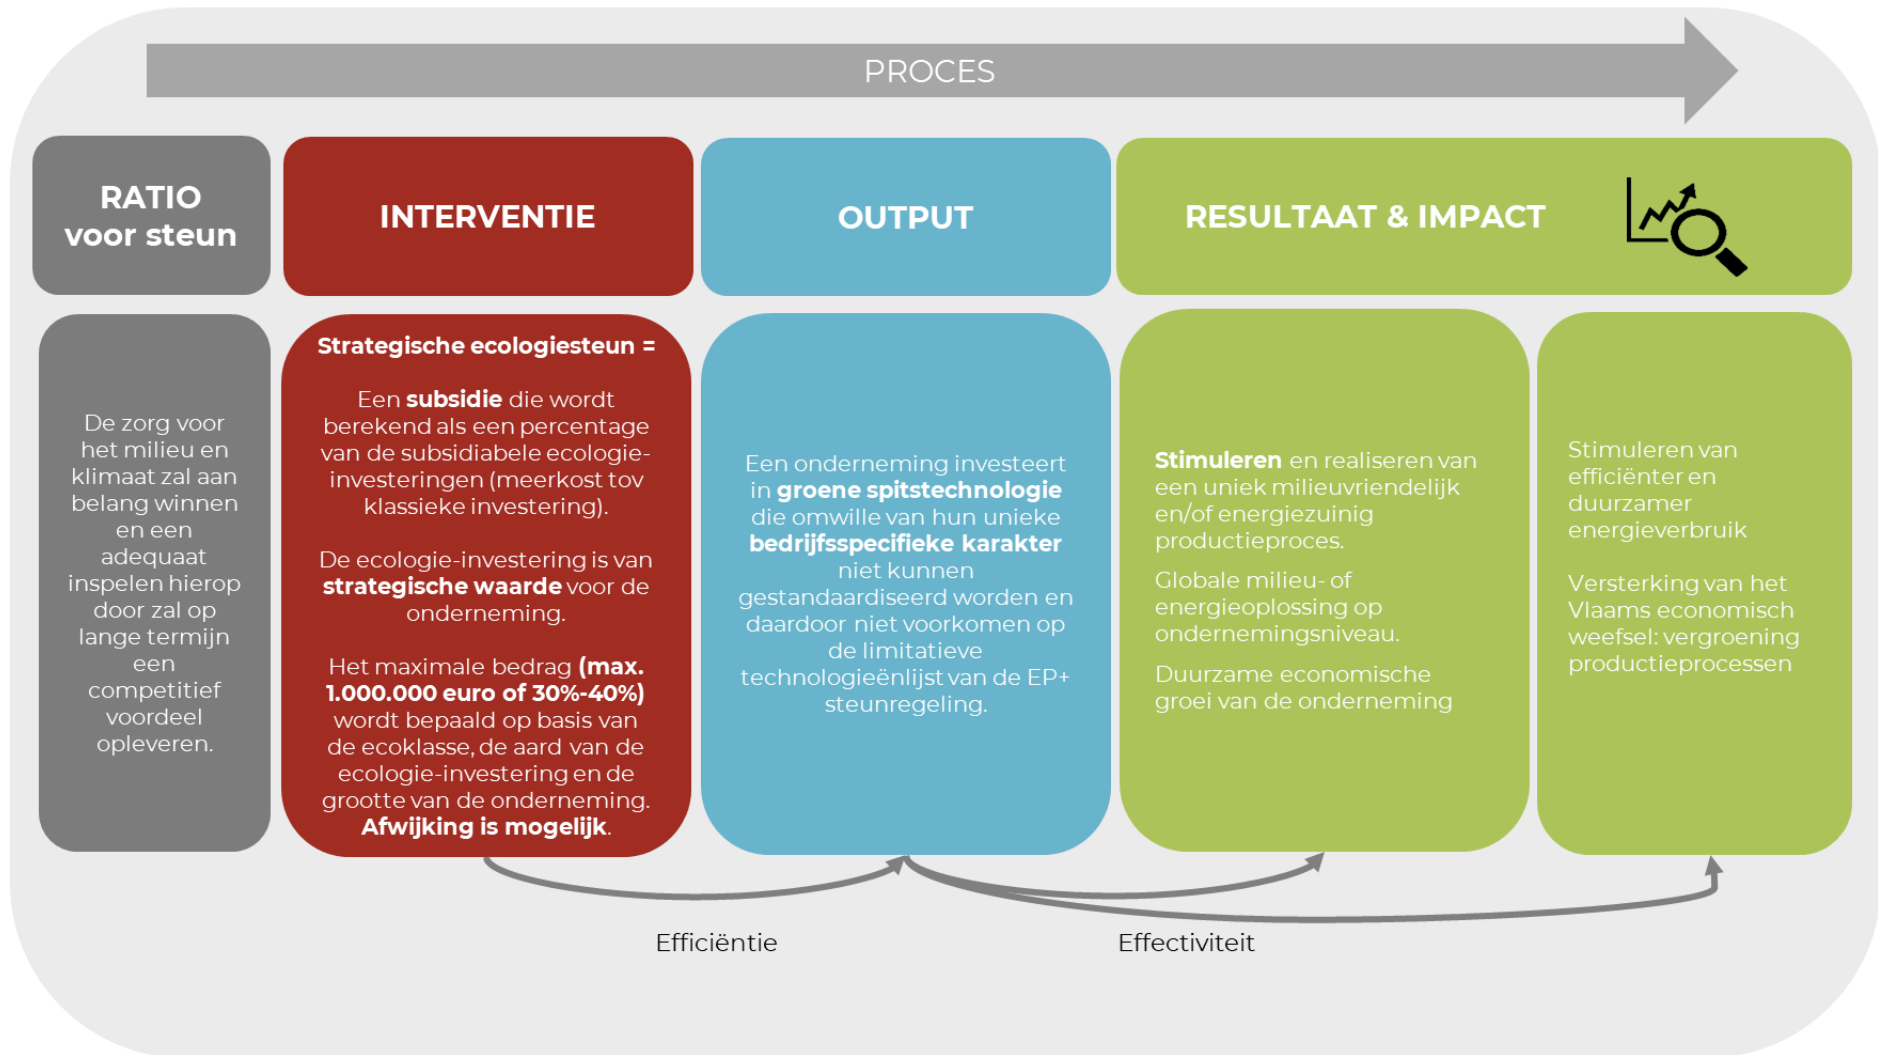 PROCES
RATIO
voor steun
INTERVENTIE
OUTPUT
RESULTAAT & IMPACT
De zorg voor
het milieu en
klimaat zal aan
belang winnen
en een
adequaat
inspelen hierop
door zal op
lange termijn
een
competitief
voordeel
opleveren.
Strategische ecologiesteun =
Een subsidie die wordt
berekend als een percentage
van de subsidiabele ecologie-
investeringen (meerkost tov
klassieke investering).
De ecologie-investering is van
strategische waarde voor de
onderneming.
Het maximale bedrag (max.
1.000.000 euro of 30%-40%)
wordt bepaald op basis van
de ecoklasse, de aard van de
ecologie-investering en de
grootte van de onderneming.
Afwijking is mogelijk.
Een onderneming investeert
in groene spitstechnologie
die omwille van hun unieke
bedrijfsspecifieke karakter
niet kunnen
gestandaardiseerd worden en
daardoor niet voorkomen op
de limitatieve
technologieënlijst van de EP+
steunregeling.
Stimuleren en realiseren van
een uniek milieuvriendelijk
en/of energiezuinig
productieproces.
Globale milieu- of
energieoplossing op
ondernemingsniveau.
Duurzame economische
groei van de onderneming
Stimuleren van
efficiënter en
duurzamer
energieverbruik
Versterking van het
Vlaams economisch
weefsel: vergroening
productieprocessen
Efficiëntie
Effectiviteit